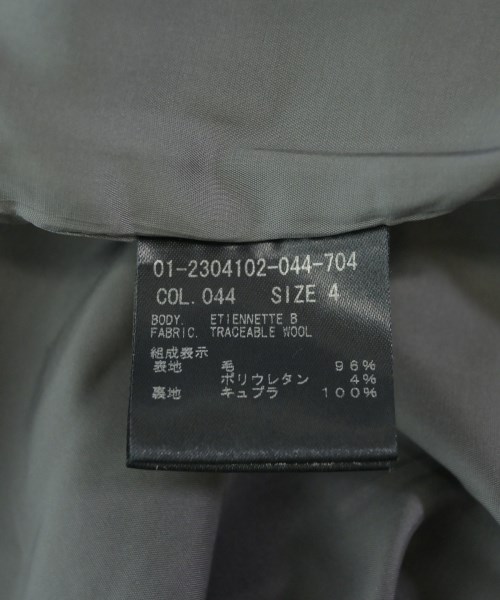 01-2304102-044-704
COL. 044 SIZE 4
BODY. ETIENNETTE B
FABRIC. TRACEABLE WOOL
組成表示
表地 毛 96%
ポリウレタン 4%
裏地 キュプラ 100%